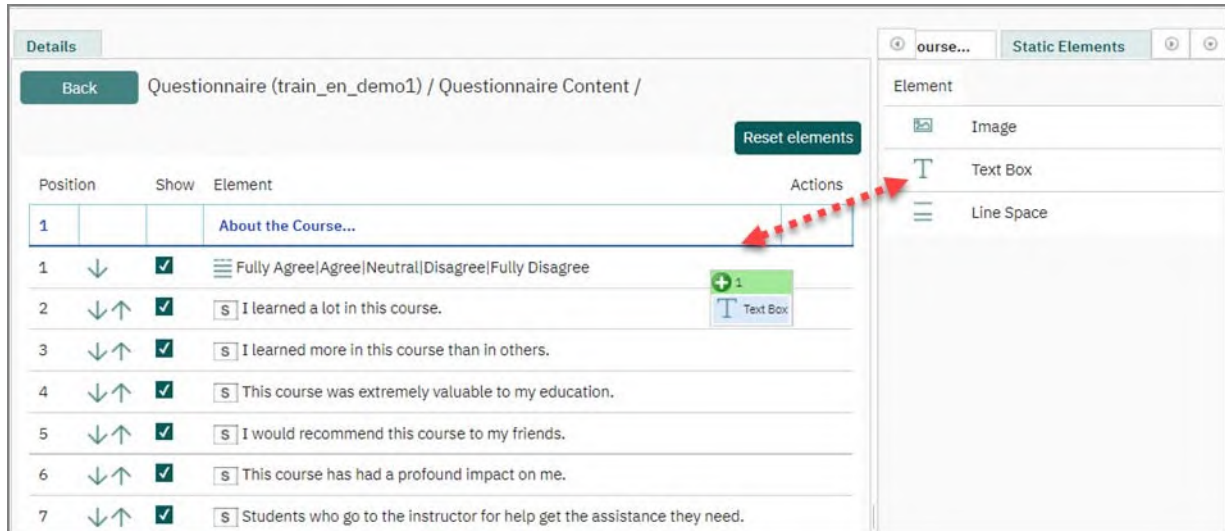 Details
Back Questionnaire (train_en_demo1) / Questionnaire Content /
Reset elements
Position Show Element Actions
1 About the Course...
1 Fully Agree|Agree|Neutral|Disagree|Fully Disagree
2 S I learned a lot in this course.
3 S I learned more in this course than in others.
4 S This course was extremely valuable to my education.
5 S I would recommend this course to my friends.
6 S This course has had a profound impact on me.
7 S Students who go to the instructor for help get the assistance they need.
1
T Text Box
ourse... Static Elements
Element
Image
T Text Box
Line Space